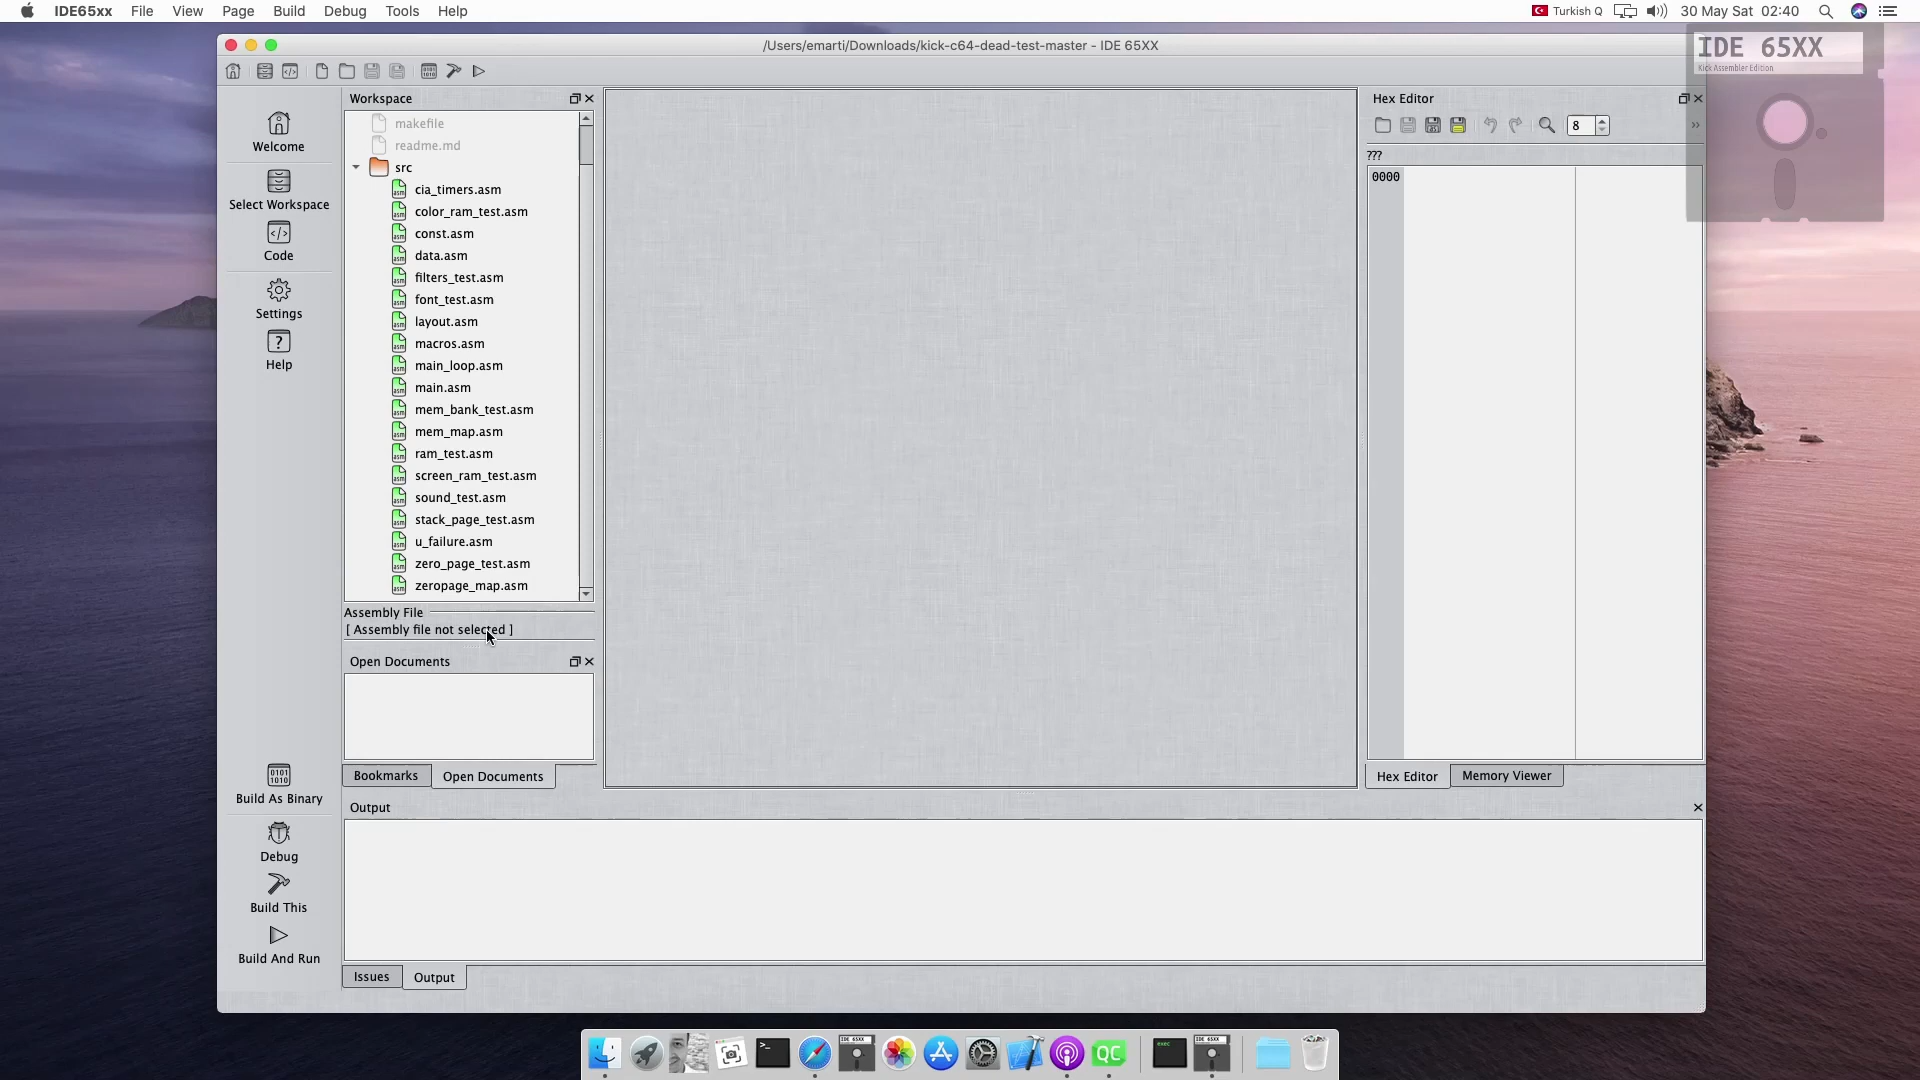 IDE65xx File View Page Build Debug Tools Help Turkish Q 30 May Sat 02:40
/Users/emarti/Downloads/kick-c64-dead-test-master - IDE 65XX
IDE 65XX
Kick Assembler Edition
Welcome
Select Workspace
Code
Settings
Help
Build As Binary
Debug
Build This
Build And Run
Workspace
makefile
readme.md
src
cia_timers.asm
color_ram_test.asm
const.asm
data.asm
filters_test.asm
font_test.asm
layout.asm
macros.asm
main_loop.asm
main.asm
mem_bank_test.asm
mem_map.asm
ram_test.asm
screen_ram_test.asm
sound_test.asm
stack_page_test.asm
u_failure.asm
zero_page_test.asm
zeropage_map.asm
Assembly File
[ Assembly file not selected ]
Open Documents
Bookmarks Open Documents
Hex Editor
8
???
0000
Hex Editor Memory Viewer
Output
Issues Output